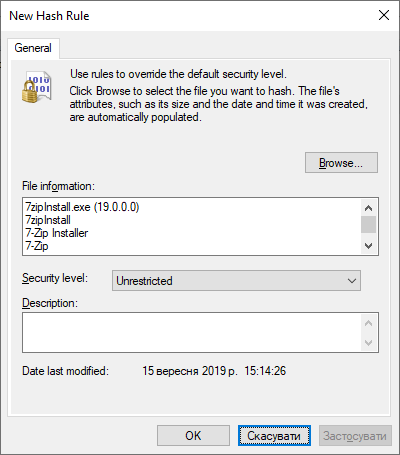 New Hash Rule
General
Use rules to override the default security level.
Click Browse to select the file you want to hash. The file's
attributes, such as its size and the date and time it was created,
are automatically populated.
Browse...
File information:
7zipInstall.exe (19.0.0.0)
7zipInstall
7-Zip Installer
7-Zip
Security level: Unrestricted
Description:
Date last modified: 15 вересня 2019 р. 15:14:26
OK Скасувати Застосувати